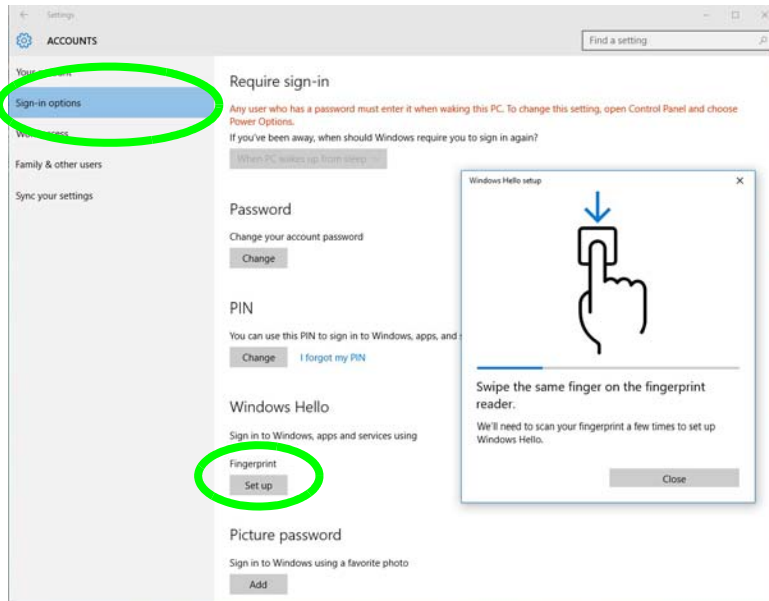 Settings
ACCOUNTS
Find a setting
Sign-in options
Family & other users
Sync your settings
Require sign-in
Any user who has a password must enter it when waking this PC. To change this setting, open Control Panel and choose
Power Options.
If you've been away, when should Windows require you to sign in again?
When PC wakes up from sleep
Password
Change your account password
Change
PIN
You can use this PIN to sign in to Windows, apps, and
Change I forgot my PIN
Windows Hello
Sign in to Windows, apps and services using
Fingerprint
Set up
Picture password
Sign in to Windows using a favorite photo
Add
Windows Hello setup
Swipe the same finger on the fingerprint
reader.
We'll need to scan your fingerprint a few times to set up
Windows Hello.
Close